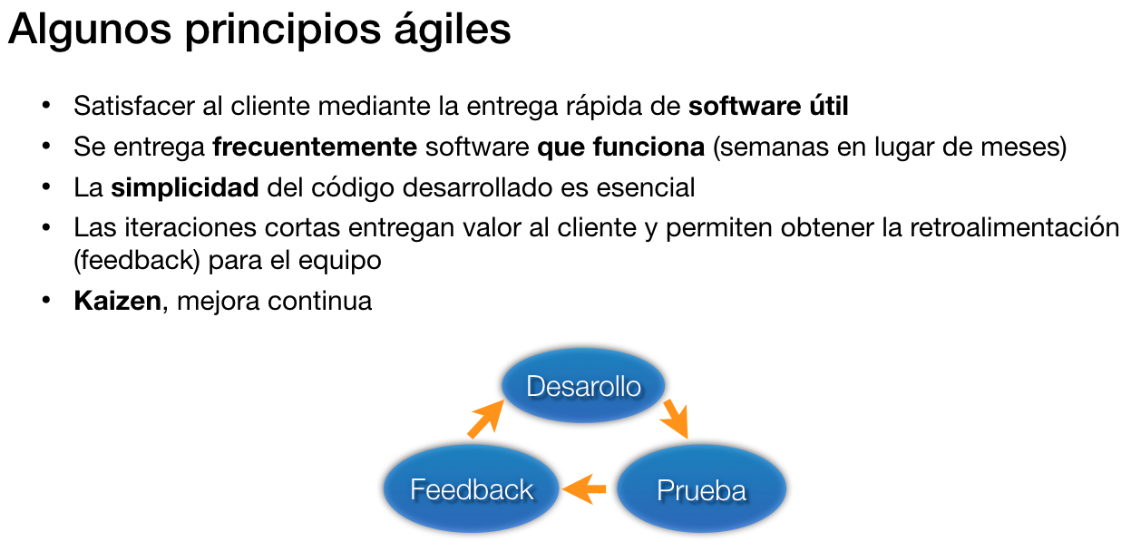 Algunos principios ágiles
• Satisfacer al cliente mediante la entrega rápida de software útil
• Se entrega frecuentemente software que funciona (semanas en lugar de meses)
• La simplicidad del código desarrollado es esencial
• Las iteraciones cortas entregan valor al cliente y permiten obtener la retroalimentación
(feedback) para el equipo
• Kaizen, mejora continua
Desarollo
Feedback
Prueba